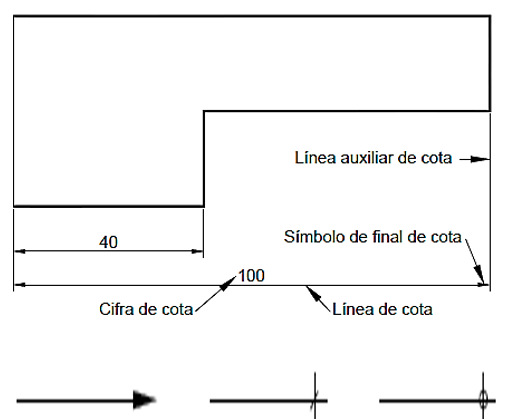 Línea auxiliar de cota
40
Símbolo de final de cota
100
Cifra de cota
Línea de cota